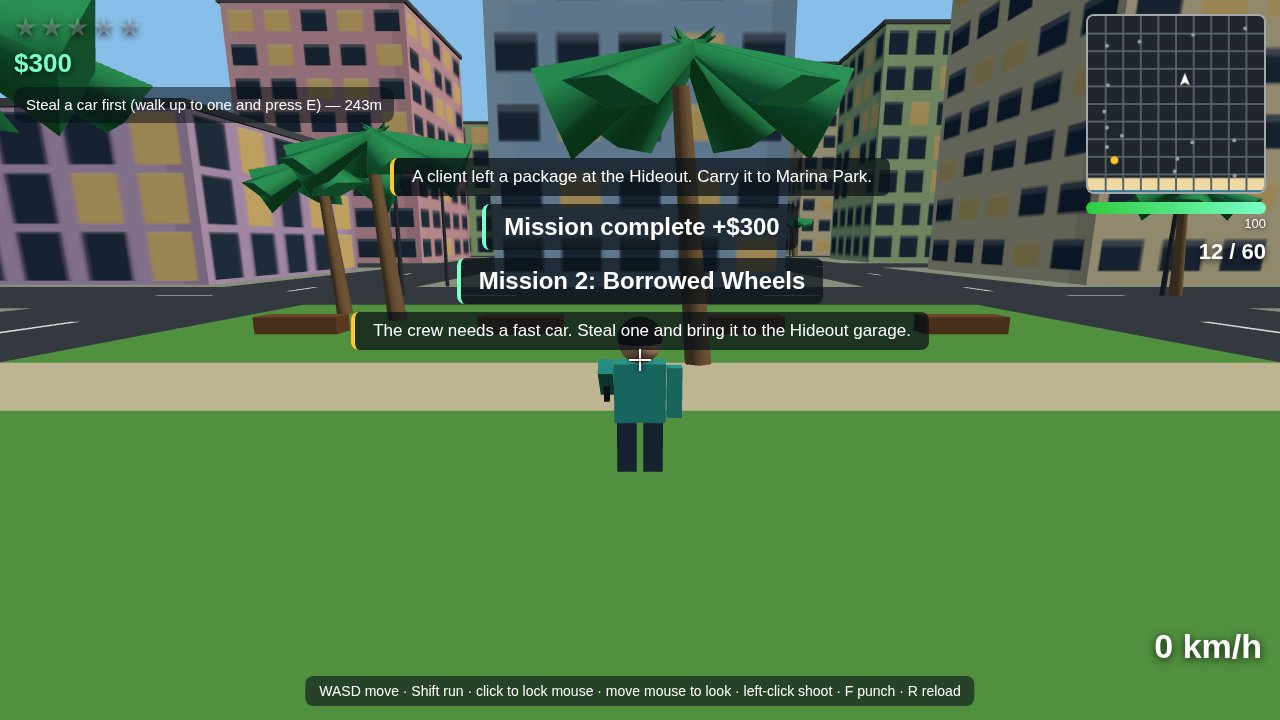 $300
Steal a car first (walk up to one and press E) — 243m
A client left a package at the Hideout. Carry it to Marina Park.
Mission complete +$300
Mission 2: Borrowed Wheels
The crew needs a fast car. Steal one and bring it to the Hideout garage.
100
12 / 60
0 km/h
WASD move · Shift run · click to lock mouse · move mouse to look · left-click shoot · F punch · R reload